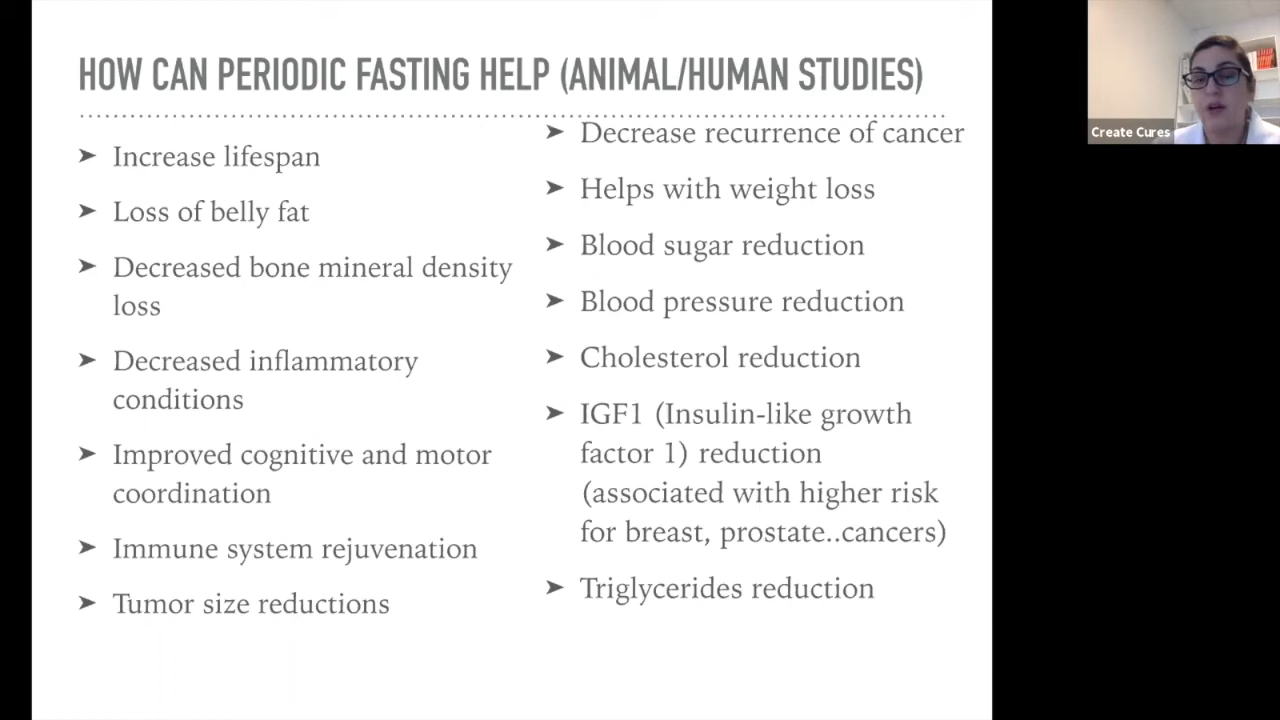 HOW CAN PERIODIC FASTING HELP (ANIMAL/HUMAN STUDIES)
➤ Increase lifespan
➤ Loss of belly fat
➤ Decreased bone mineral density
loss
➤ Decreased inflammatory
conditions
➤ Improved cognitive and motor
coordination
➤ Immune system rejuvenation
➤ Tumor size reductions
➤ Decrease recurrence of cancer
➤ Helps with weight loss
➤ Blood sugar reduction
➤ Blood pressure reduction
➤ Cholesterol reduction
➤ IGF1 (Insulin-like growth
factor 1) reduction
(associated with higher risk
for breast, prostate..cancers)
➤ Triglycerides reduction
Create Cures